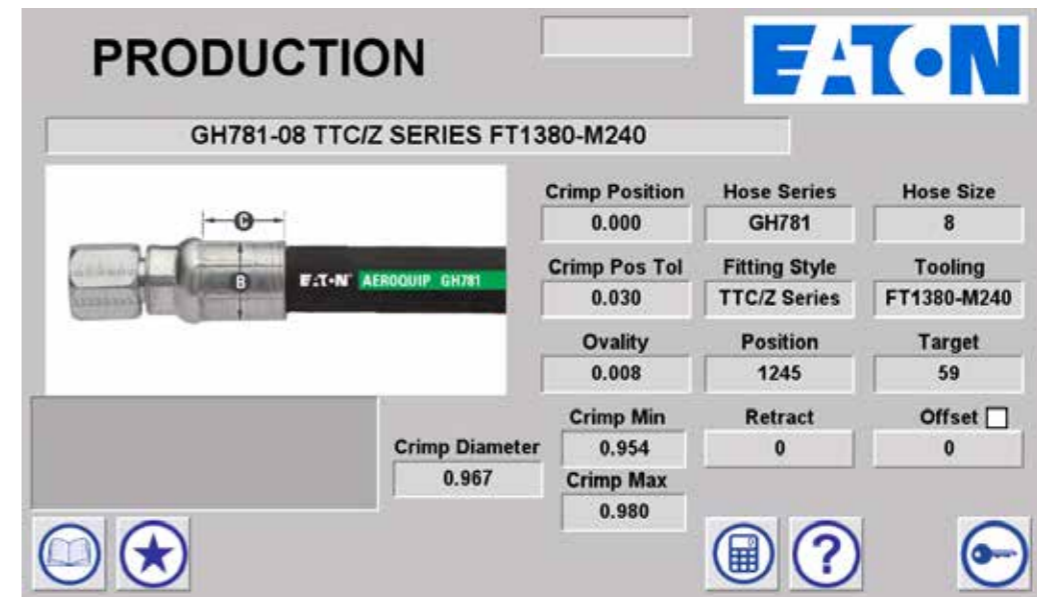 PRODUCTION
EATON
GH781-08 TTC/Z SERIES FT1380-M240
C
B
EATON AEROQUIP GH781
Crimp Position Hose Series Hose Size
0.000 GH781 8
Crimp Pos Tol Fitting Style Tooling
0.030 TTC/Z Series FT1380-M240
Ovality Position Target
0.008 1245 59
Crimp Min Retract Offset
Crimp Diameter 0.954 0 0
0.967 Crimp Max
0.980
?